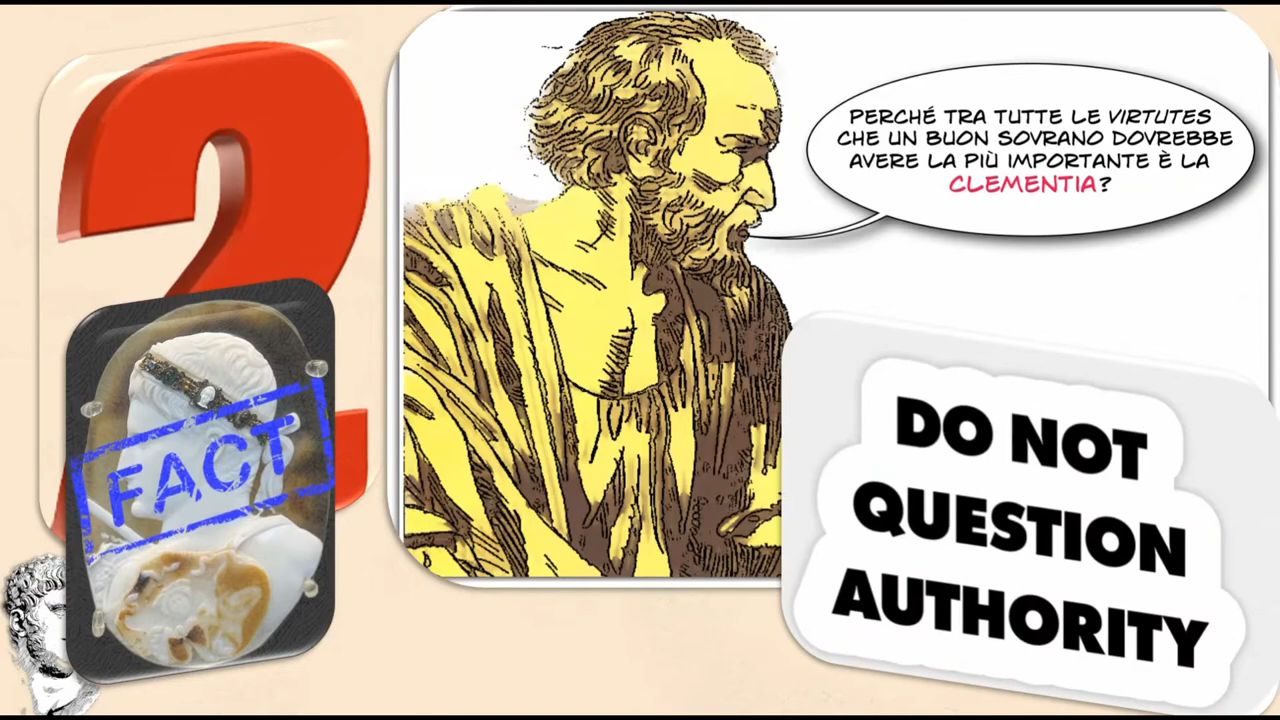 2
PERCHÉ TRA TUTTE LE VIRTUTES
CHE UN BUON SOVRANO DOVREBBE
AVERE LA PIÙ IMPORTANTE È LA
CLEMENTIA?
FACT
DO NOT
QUESTION
AUTHORITY